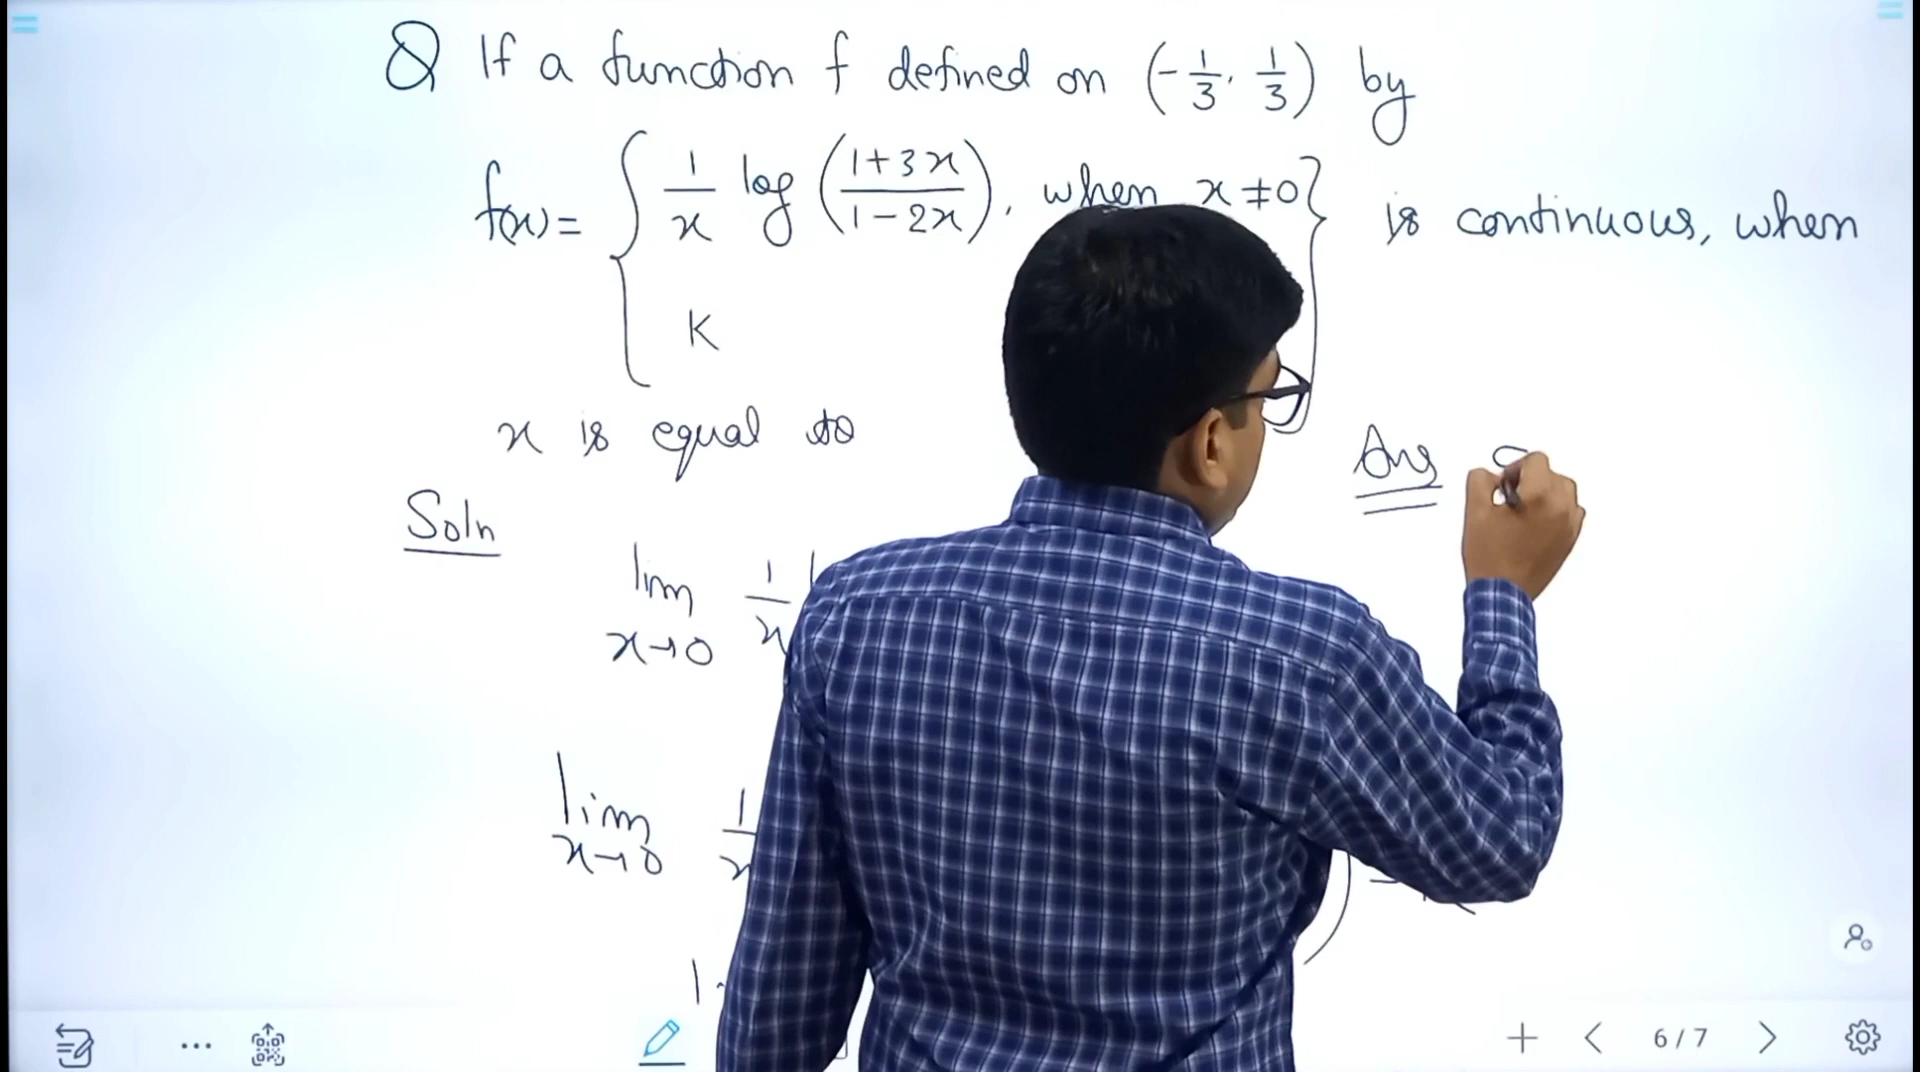 Q If a function f defined on (-1/3, 1/3) by
f(x) = { 1/x log (1+3x / 1-2x), when x ≠ 0 } is continuous, when
K
x is equal to
Ans
Soln
lim x→0 1/x
lim x→0 1/x
6/7